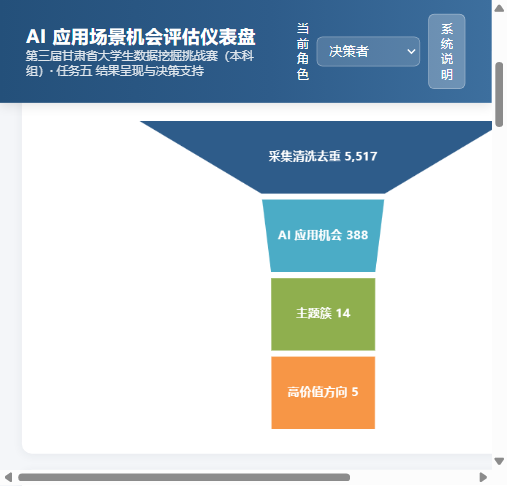 AI 应用场景机会评估仪表盘
第三届甘肃省大学生数据挖掘挑战赛（本科
组）· 任务五 结果呈现与决策支持
当前角色
决策者
系统说明
采集清洗去重 5,517
AI 应用机会 388
主题簇 14
高价值方向 5